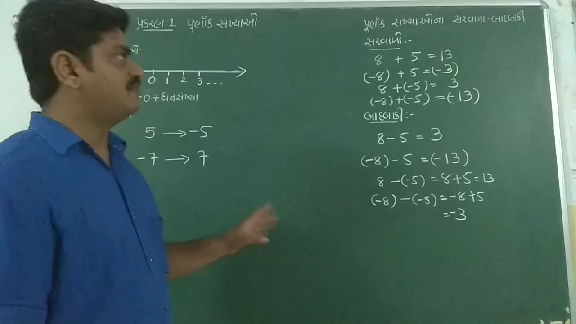 પ્રકરણ 1 પૂર્ણાંક સંખ્યાઓ
0 1 2 3 ...
-0+ધનસંખ્યા
5 → -5
-7 → 7
પૂર્ણાંક સંખ્યાઓના સરવાળા-બાદબાકી
સરવાળો :-
8 + 5 = 13
(-8) + 5 = (-3)
8 + (-5) = 3
(-8) + (-5) = (-13)
બાદબાકી :-
8 - 5 = 3
(-8) - 5 = (-13)
8 - (-5) = 8 + 5 = 13
(-8) - (-5) = -8 + 5
= -3